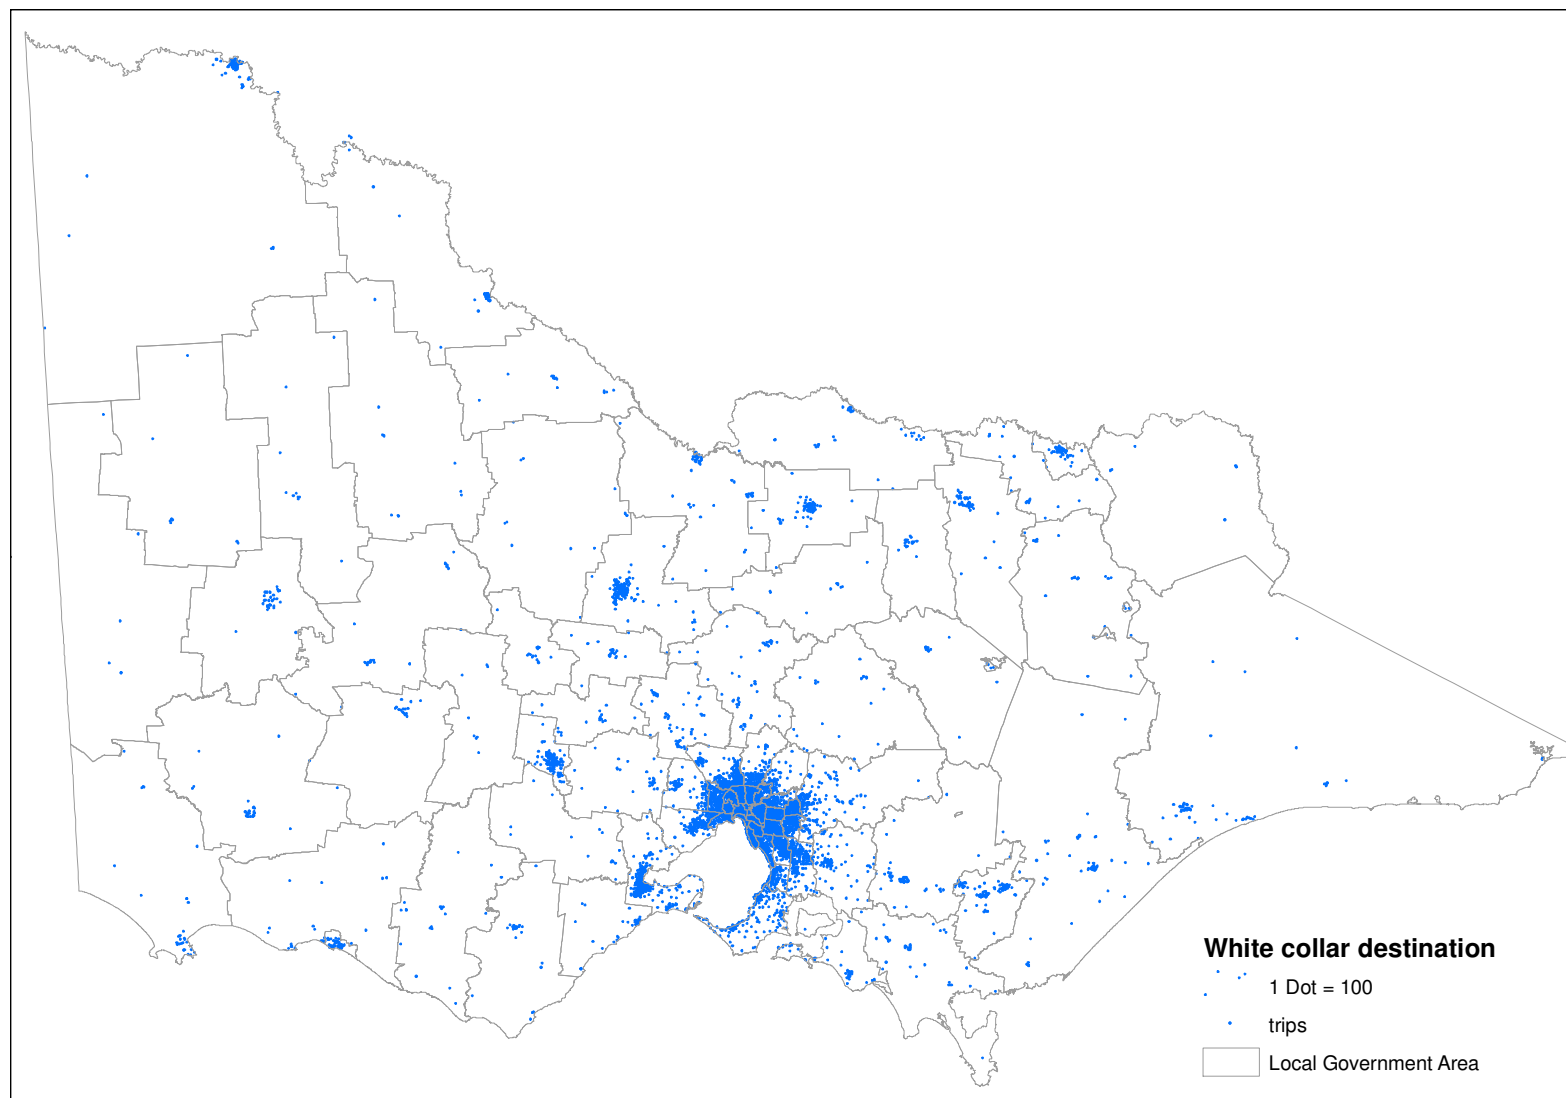 White collar destination
1 Dot = 100
trips
Local Government Area